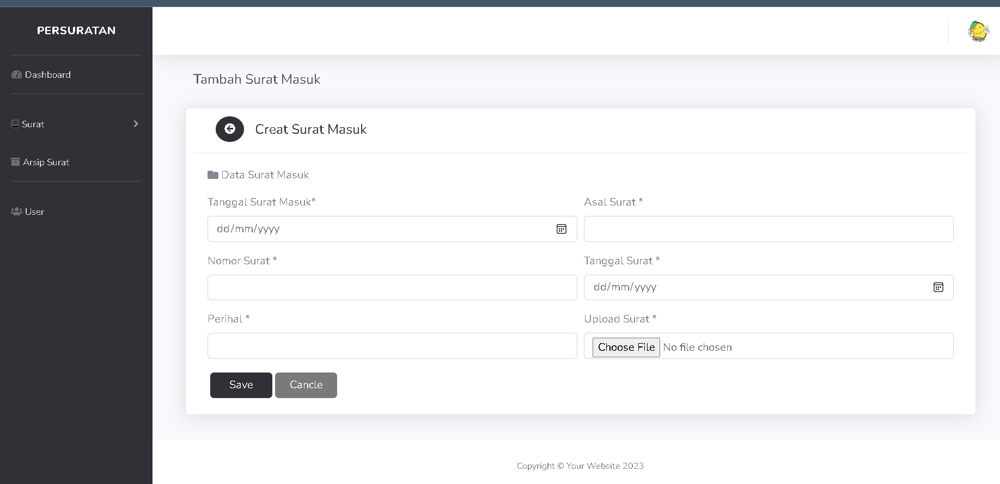 PERSURATAN
Dashboard
Surat
Arsip Surat
User
Tambah Surat Masuk
Creat Surat Masuk
Data Surat Masuk
Tanggal Surat Masuk*
Asal Surat *
dd/mm/yyyy
Nomor Surat *
Tanggal Surat *
dd/mm/yyyy
Perihal *
Upload Surat *
Choose File No file chosen
Save Cancle
Copyright © Your Website 2023